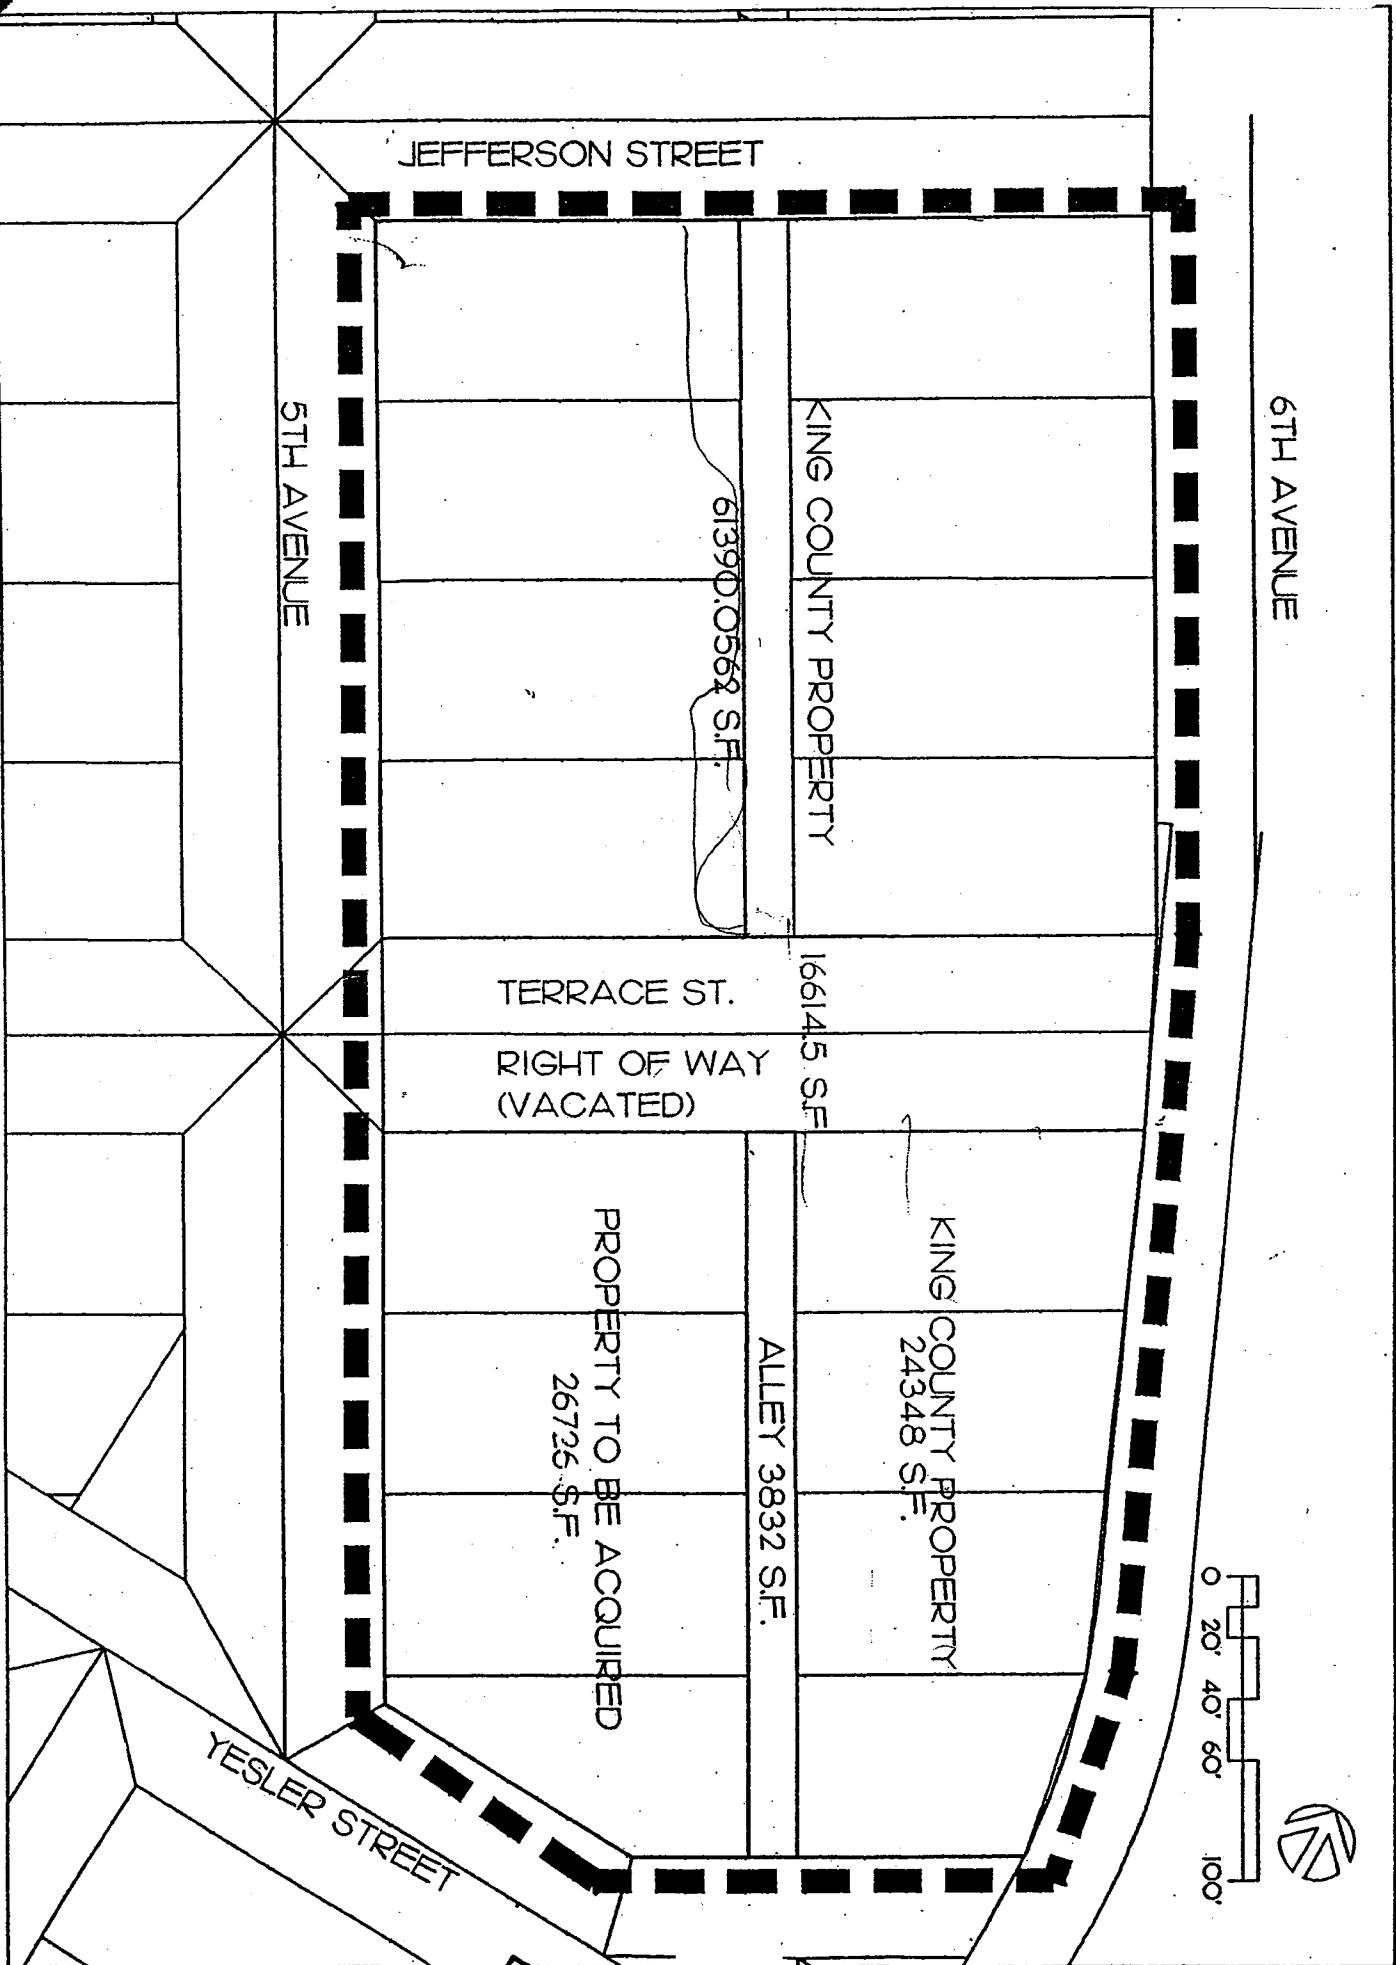 JEFFERSON STREET
6TH AVENUE
5TH AVENUE
KING COUNTY PROPERTY
61390.0562 S.F.
TERRACE ST.
RIGHT OF WAY
(VACATED)
16614.5 S.F
KING COUNTY PROPERTY
24348 S.F.
ALLEY 3832 S.F.
PROPERTY TO BE ACQUIRED
26726 S.F.
YESLER STREET
0 20' 40' 60' 100'